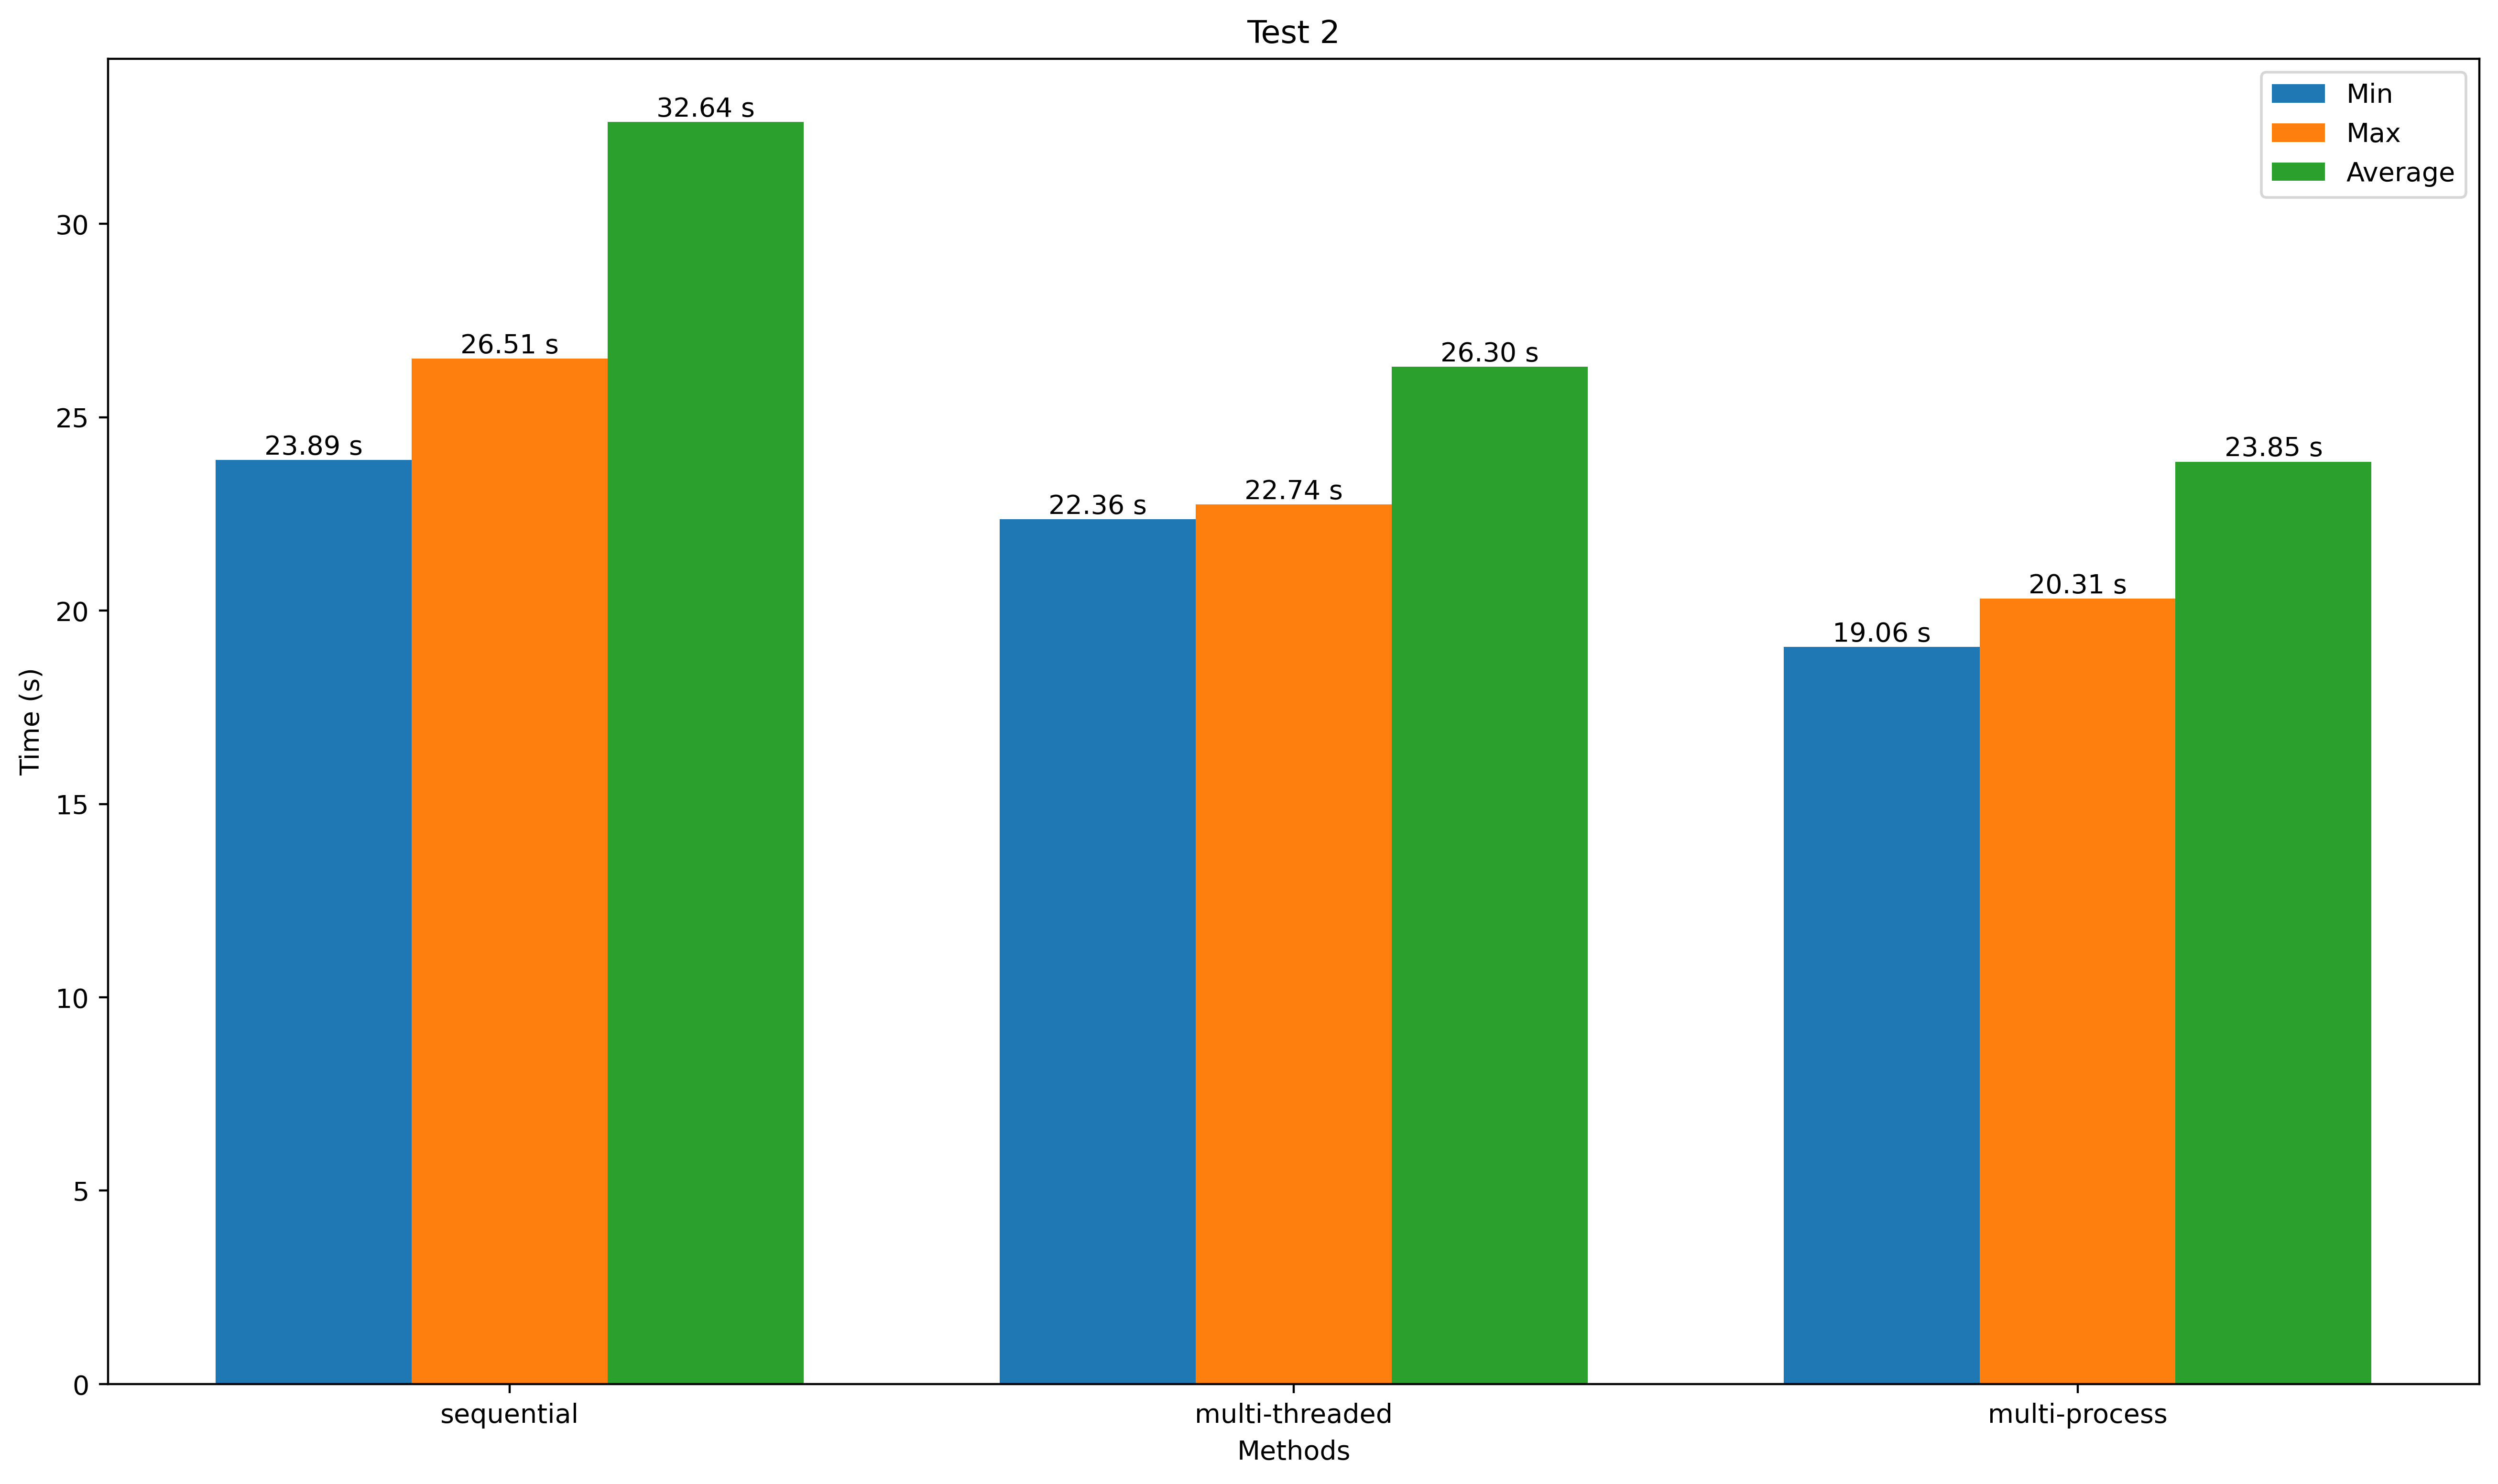 Test 2
Min
Max
Average
32.64 s
26.51 s
23.89 s
26.30 s
22.74 s
22.36 s
23.85 s
20.31 s
19.06 s
Time (s)
30
25
20
15
10
5
0
sequential
multi-threaded
multi-process
Methods